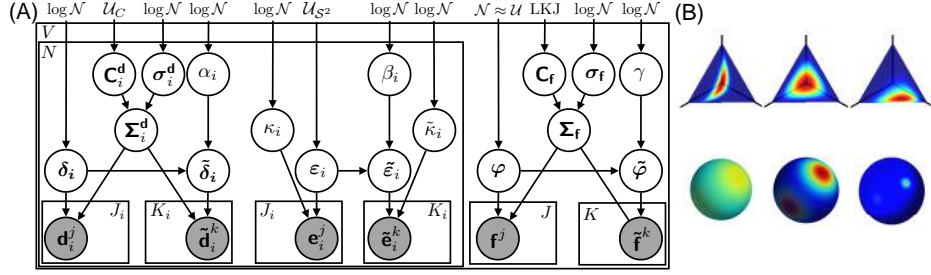 (A) log 𝒩 𝒰_C log 𝒩 log 𝒩 log 𝒩 𝒰_{𝒮²} log 𝒩 log 𝒩 𝒩 ≈ 𝒰 LKJ log 𝒩 log 𝒩 (B)
V
N
C_i^d σ_i^d α_i β_i C_f σ_f γ
Σ_i^d κ_i κ̃_i Σ_f
δ_i δ̃_i ε_i ε̃_i φ φ̃
J_i K_i J_i K_i J K
d_i^j d̃_i^k e_i^j ẽ_i^k f^j f̃^k